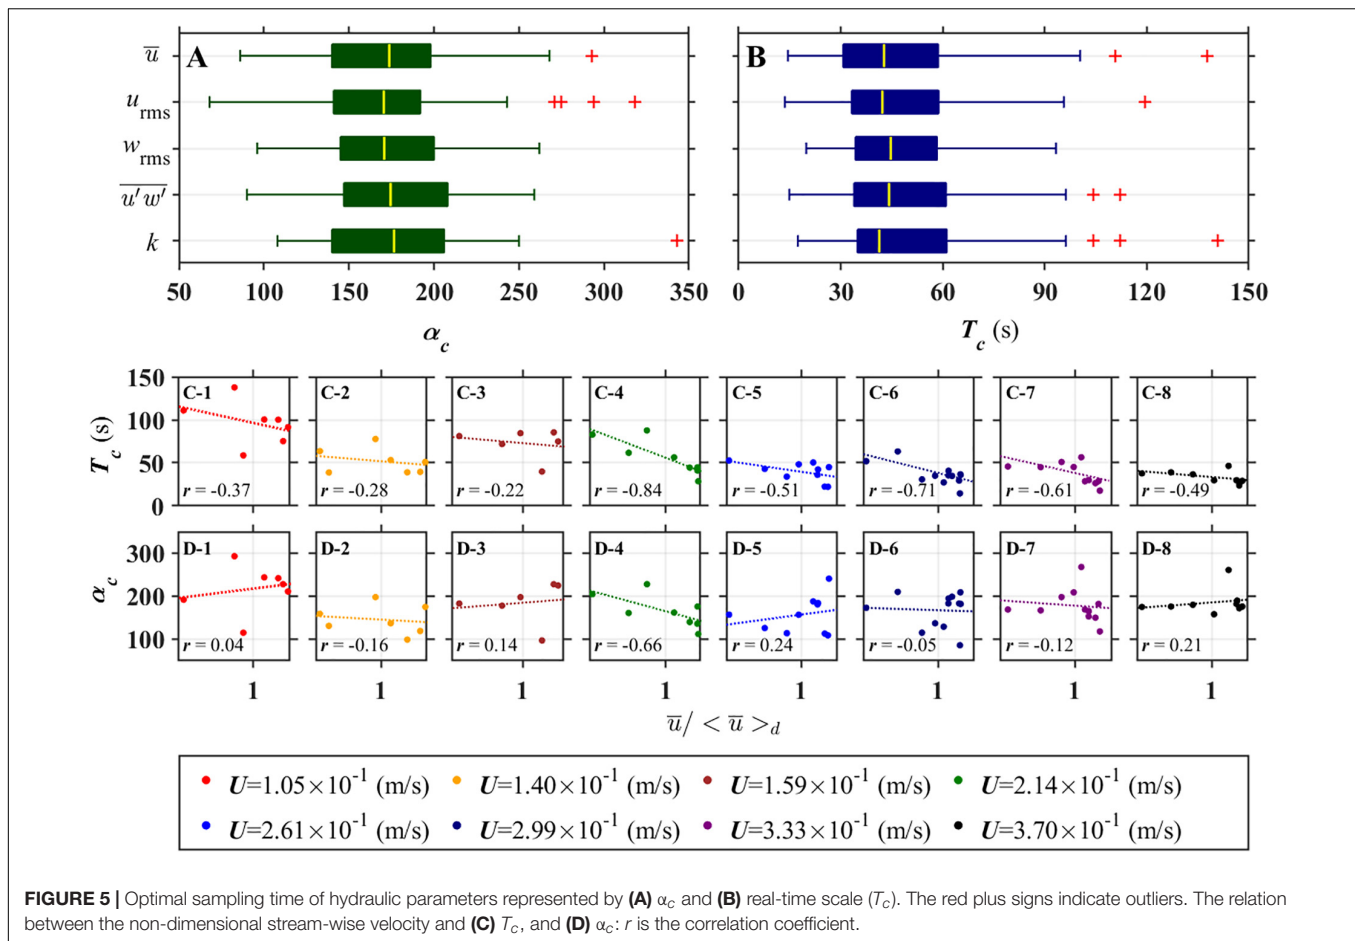 A
B
u̅
u_rms
w_rms
u′w′
k
50 100 150 200 250 300 350
0 30 60 90 120 150
α_c
T_c (s)
150
100
50
0
T_c (s)
C-1 C-2 C-3 C-4 C-5 C-6 C-7 C-8
r = -0.37 r = -0.28 r = -0.22 r = -0.84 r = -0.51 r = -0.71 r = -0.61 r = -0.49
300
200
100
α_c
D-1 D-2 D-3 D-4 D-5 D-6 D-7 D-8
r = 0.04 r = -0.16 r = 0.14 r = -0.66 r = 0.24 r = -0.05 r = -0.12 r = 0.21
1 1 1 1 1 1 1 1
u̅/ < u̅ >_d
U=1.05×10⁻¹ (m/s) U=1.40×10⁻¹ (m/s) U=1.59×10⁻¹ (m/s) U=2.14×10⁻¹ (m/s)
U=2.61×10⁻¹ (m/s) U=2.99×10⁻¹ (m/s) U=3.33×10⁻¹ (m/s) U=3.70×10⁻¹ (m/s)
FIGURE 5 | Optimal sampling time of hydraulic parameters represented by (A) α_c and (B) real-time scale (T_c). The red plus signs indicate outliers. The relation
between the non-dimensional stream-wise velocity and (C) T_c, and (D) α_c: r is the correlation coefficient.